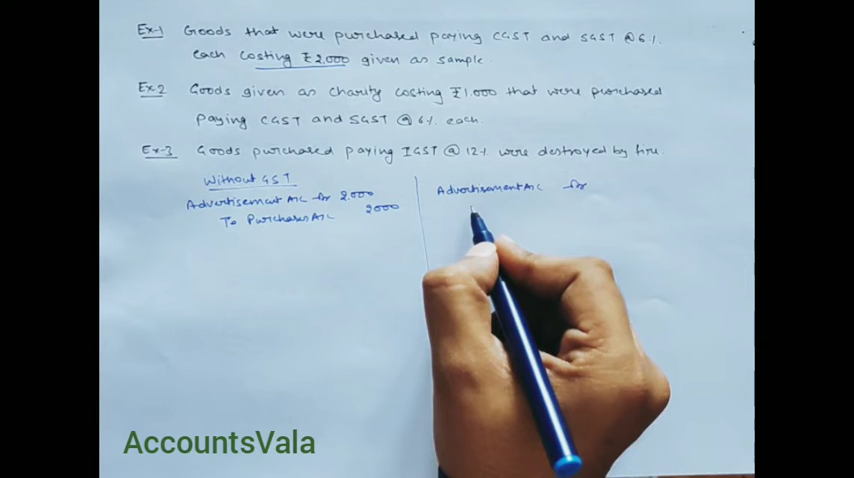 Ex-1 Goods that were purchased paying CGST and SGST @ 6%.
each costing ₹2,000 given as sample.
Ex-2 Goods given as charity costing ₹1,000 that were purchased
paying CGST and SGST @ 6% each.
Ex-3 Goods purchased paying IGST @ 12% were destroyed by fire.
Without GST
Advertisement A/c Dr 2,000
To Purchases A/c 2000
Advertisement A/c Dr
AccountsVala